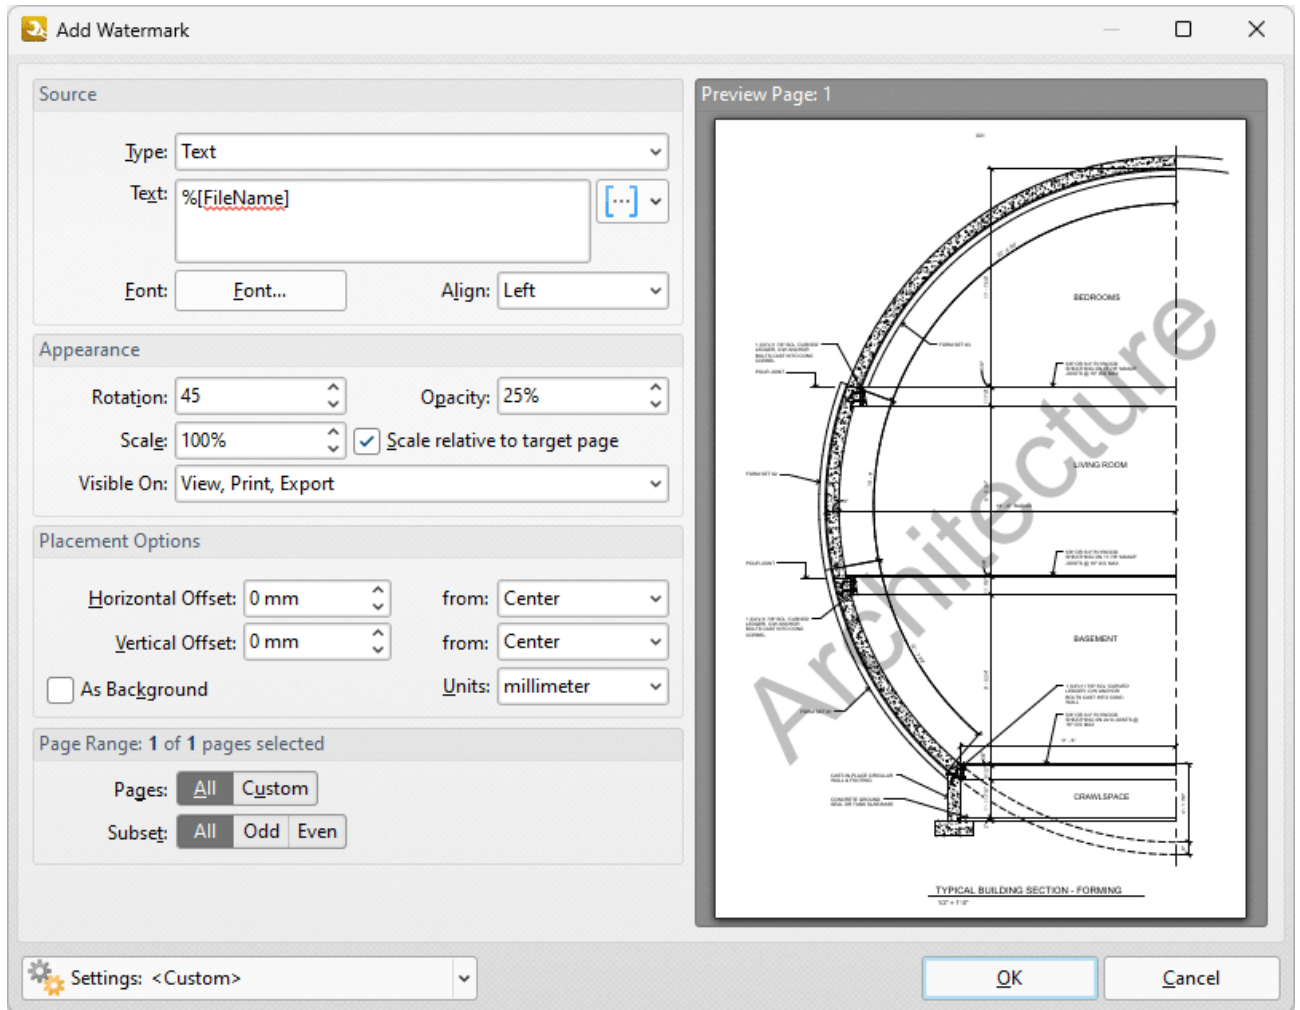 Add Watermark
Source
Type: Text
Text: %[FileName]
Font: Font... Align: Left
Appearance
Rotation: 45 Opacity: 25%
Scale: 100% Scale relative to target page
Visible On: View, Print, Export
Placement Options
Horizontal Offset: 0 mm from: Center
Vertical Offset: 0 mm from: Center
As Background Units: millimeter
Page Range: 1 of 1 pages selected
Pages: All Custom
Subset: All Odd Even
Settings: <Custom>
Preview Page: 1
BEDROOMS
LIVING ROOM
BASEMENT
CRAWLSPACE
Architecture
TYPICAL BUILDING SECTION - FORMING
1/2" = 1'-0"
OK Cancel